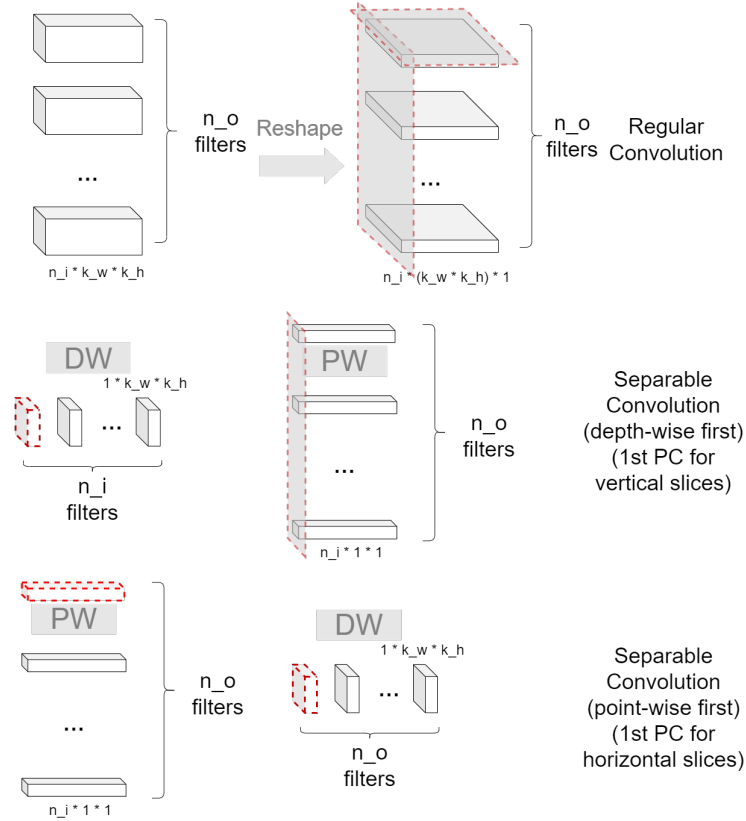 n_o
filters
Reshape
n_o
filters
Regular
Convolution
...
...
n_i * k_w * k_h
n_i * (k_w * k_h) * 1
DW
1 * k_w * k_h
...
n_i
filters
PW
...
n_i * 1 * 1
n_o
filters
Separable
Convolution
(depth-wise first)
(1st PC for
vertical slices)
PW
...
n_i * 1 * 1
n_o
filters
DW
1 * k_w * k_h
...
n_o
filters
Separable
Convolution
(point-wise first)
(1st PC for
horizontal slices)